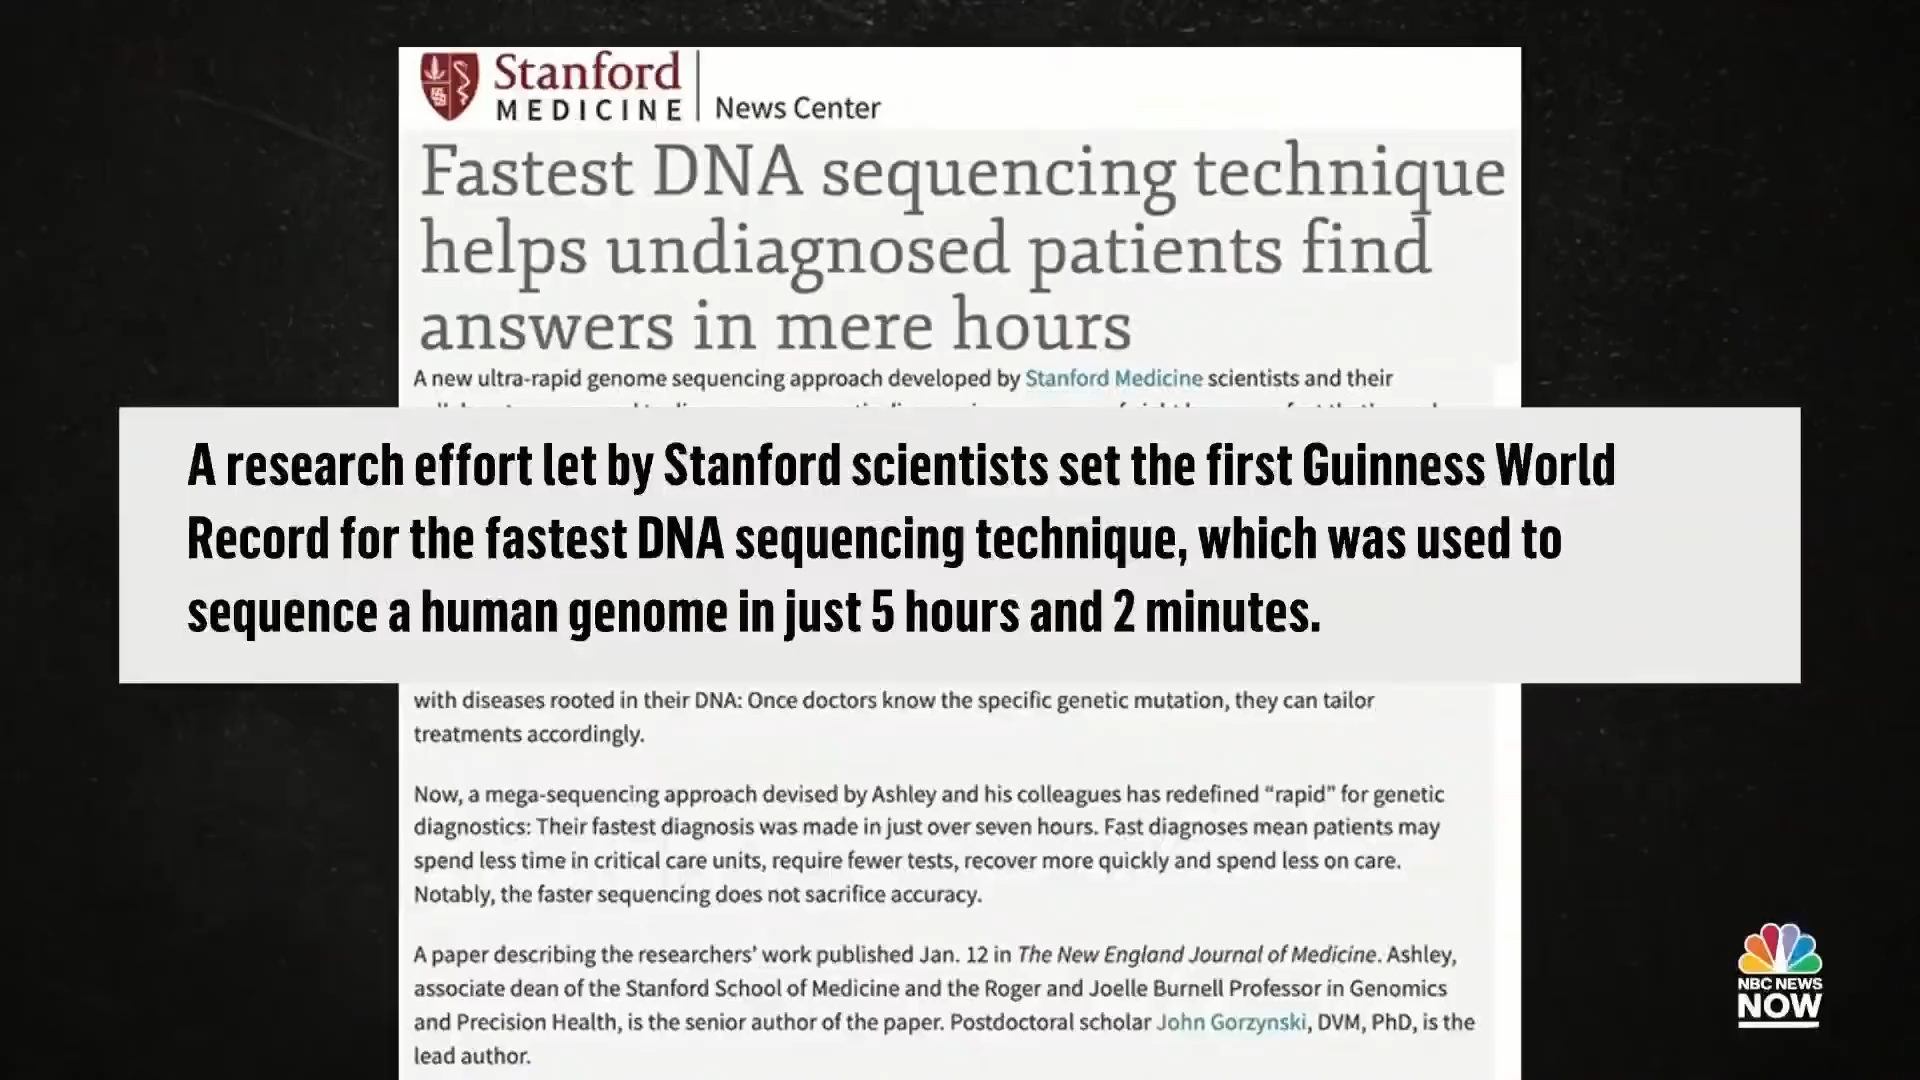 Stanford
MEDICINE
News Center
Fastest DNA sequencing technique
helps undiagnosed patients find
answers in mere hours
A new ultra-rapid genome sequencing approach developed by Stanford Medicine scientists and their
A research effort let by Stanford scientists set the first Guinness World
Record for the fastest DNA sequencing technique, which was used to
sequence a human genome in just 5 hours and 2 minutes.
with diseases rooted in their DNA: Once doctors know the specific genetic mutation, they can tailor
treatments accordingly.
Now, a mega-sequencing approach devised by Ashley and his colleagues has redefined “rapid” for genetic
diagnostics: Their fastest diagnosis was made in just over seven hours. Fast diagnoses mean patients may
spend less time in critical care units, require fewer tests, recover more quickly and spend less on care.
Notably, the faster sequencing does not sacrifice accuracy.
A paper describing the researchers’ work published Jan. 12 in The New England Journal of Medicine. Ashley,
associate dean of the Stanford School of Medicine and the Roger and Joelle Burnell Professor in Genomics
and Precision Health, is the senior author of the paper. Postdoctoral scholar John Gorzynski, DVM, PhD, is the
lead author.
NBC NEWS
NOW